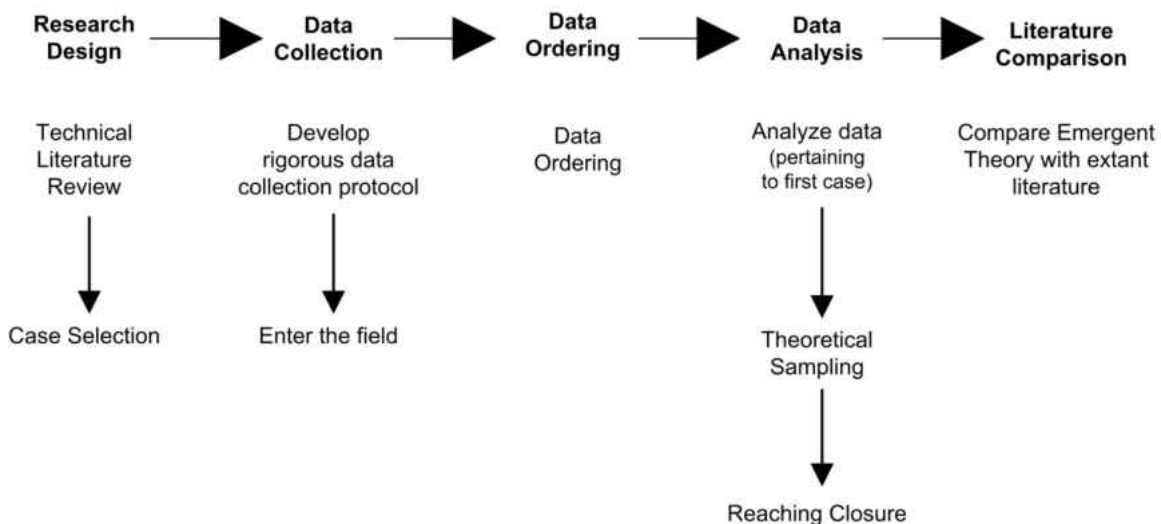 Research
Design
Data
Collection
Data
Ordering
Data
Analysis
Literature
Comparison
Technical
Literature
Review
Case Selection
Develop
rigorous data
collection protocol
Enter the field
Data
Ordering
Analyze data
(pertaining
to first case)
Theoretical
Sampling
Reaching Closure
Compare Emergent
Theory with extant
literature